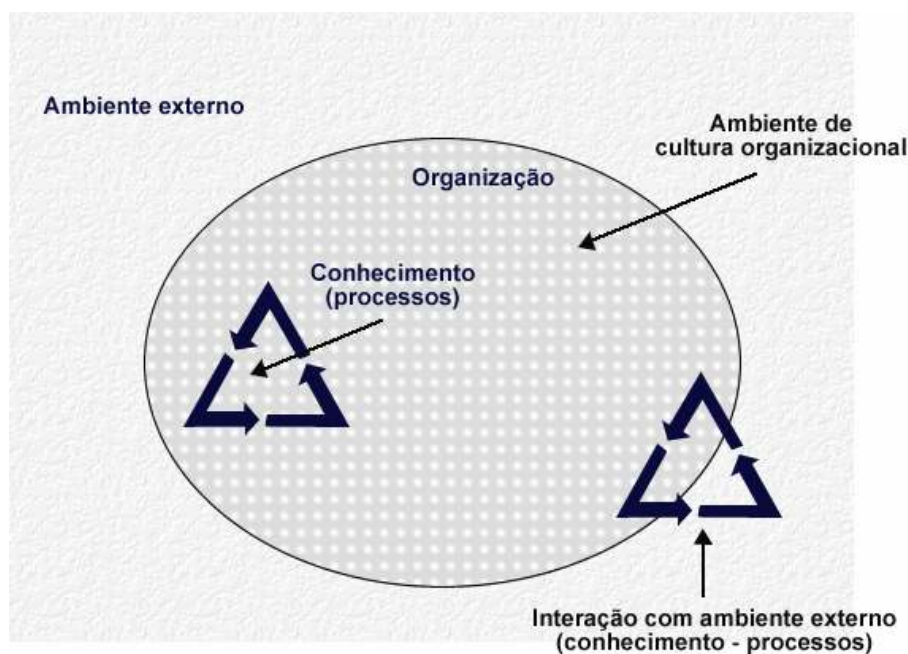 Ambiente externo
Ambiente de
cultura organizacional
Organização
Conhecimento
(processos)
Interação com ambiente externo
(conhecimento - processos)